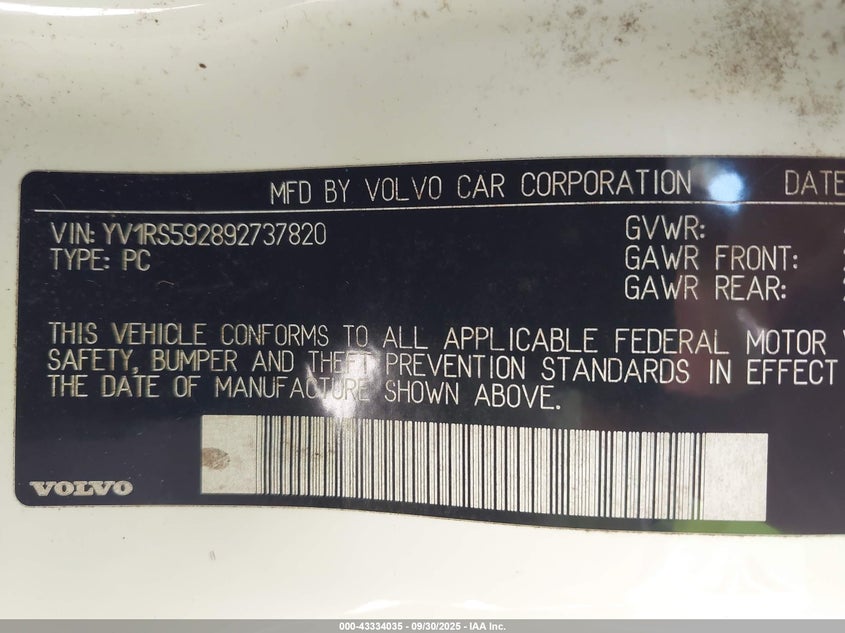 MFD BY VOLVO CAR CORPORATION DATE
VIN: YV1RS592892737820 GVWR:
TYPE: PC GAWR FRONT:
GAWR REAR:
THIS VEHICLE CONFORMS TO ALL APPLICABLE FEDERAL MOTOR
SAFETY, BUMPER AND THEFT PREVENTION STANDARDS IN EFFECT
THE DATE OF MANUFACTURE SHOWN ABOVE.
VOLVO
000-43334035 - 09/30/2025 - IAA Inc.